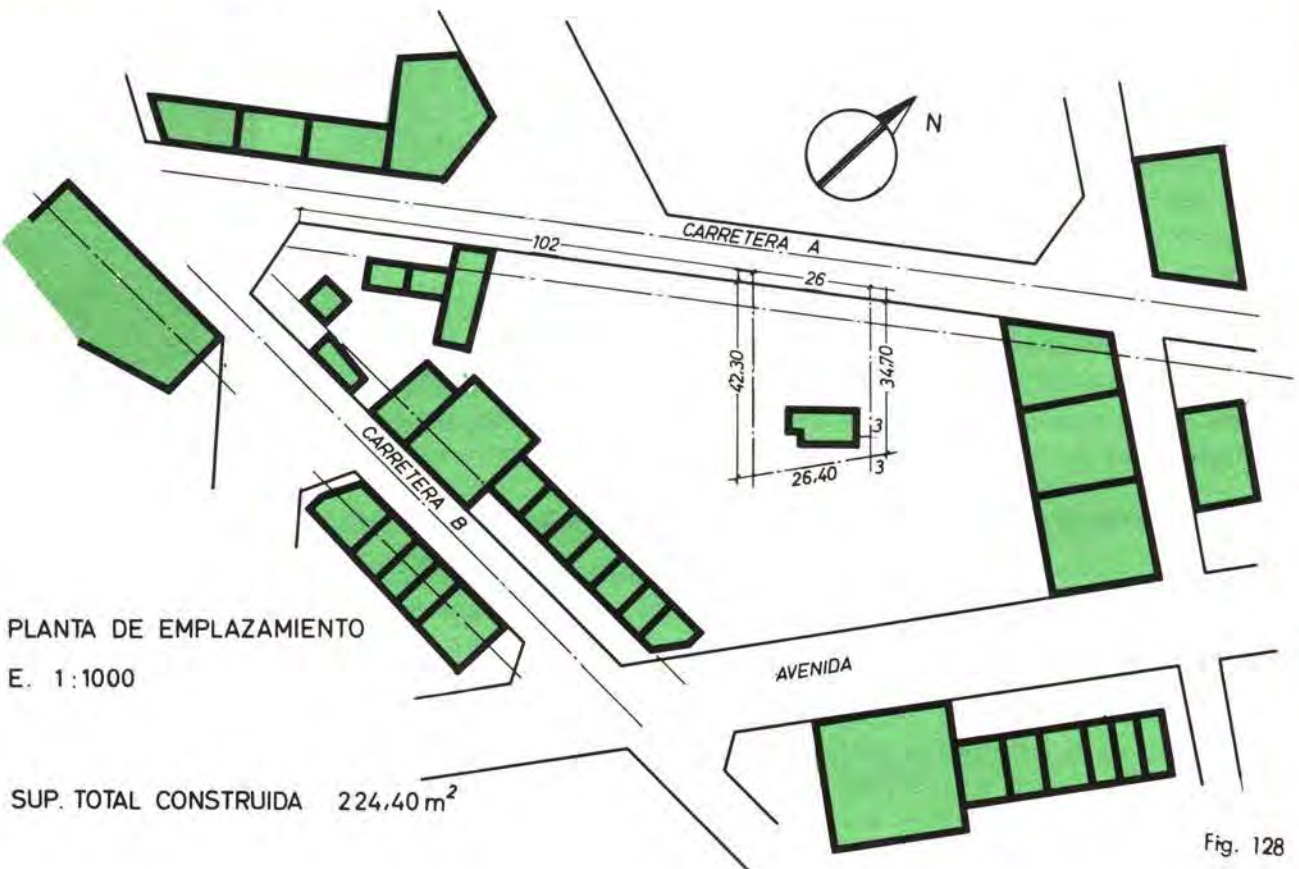 N
CARRETERA A
102
26
42.30
34.70
3
3
26.40
CARRETERA B
PLANTA DE EMPLAZAMIENTO
E. 1:1000
AVENIDA
SUP. TOTAL CONSTRUIDA 224.40 m²
Fig. 128